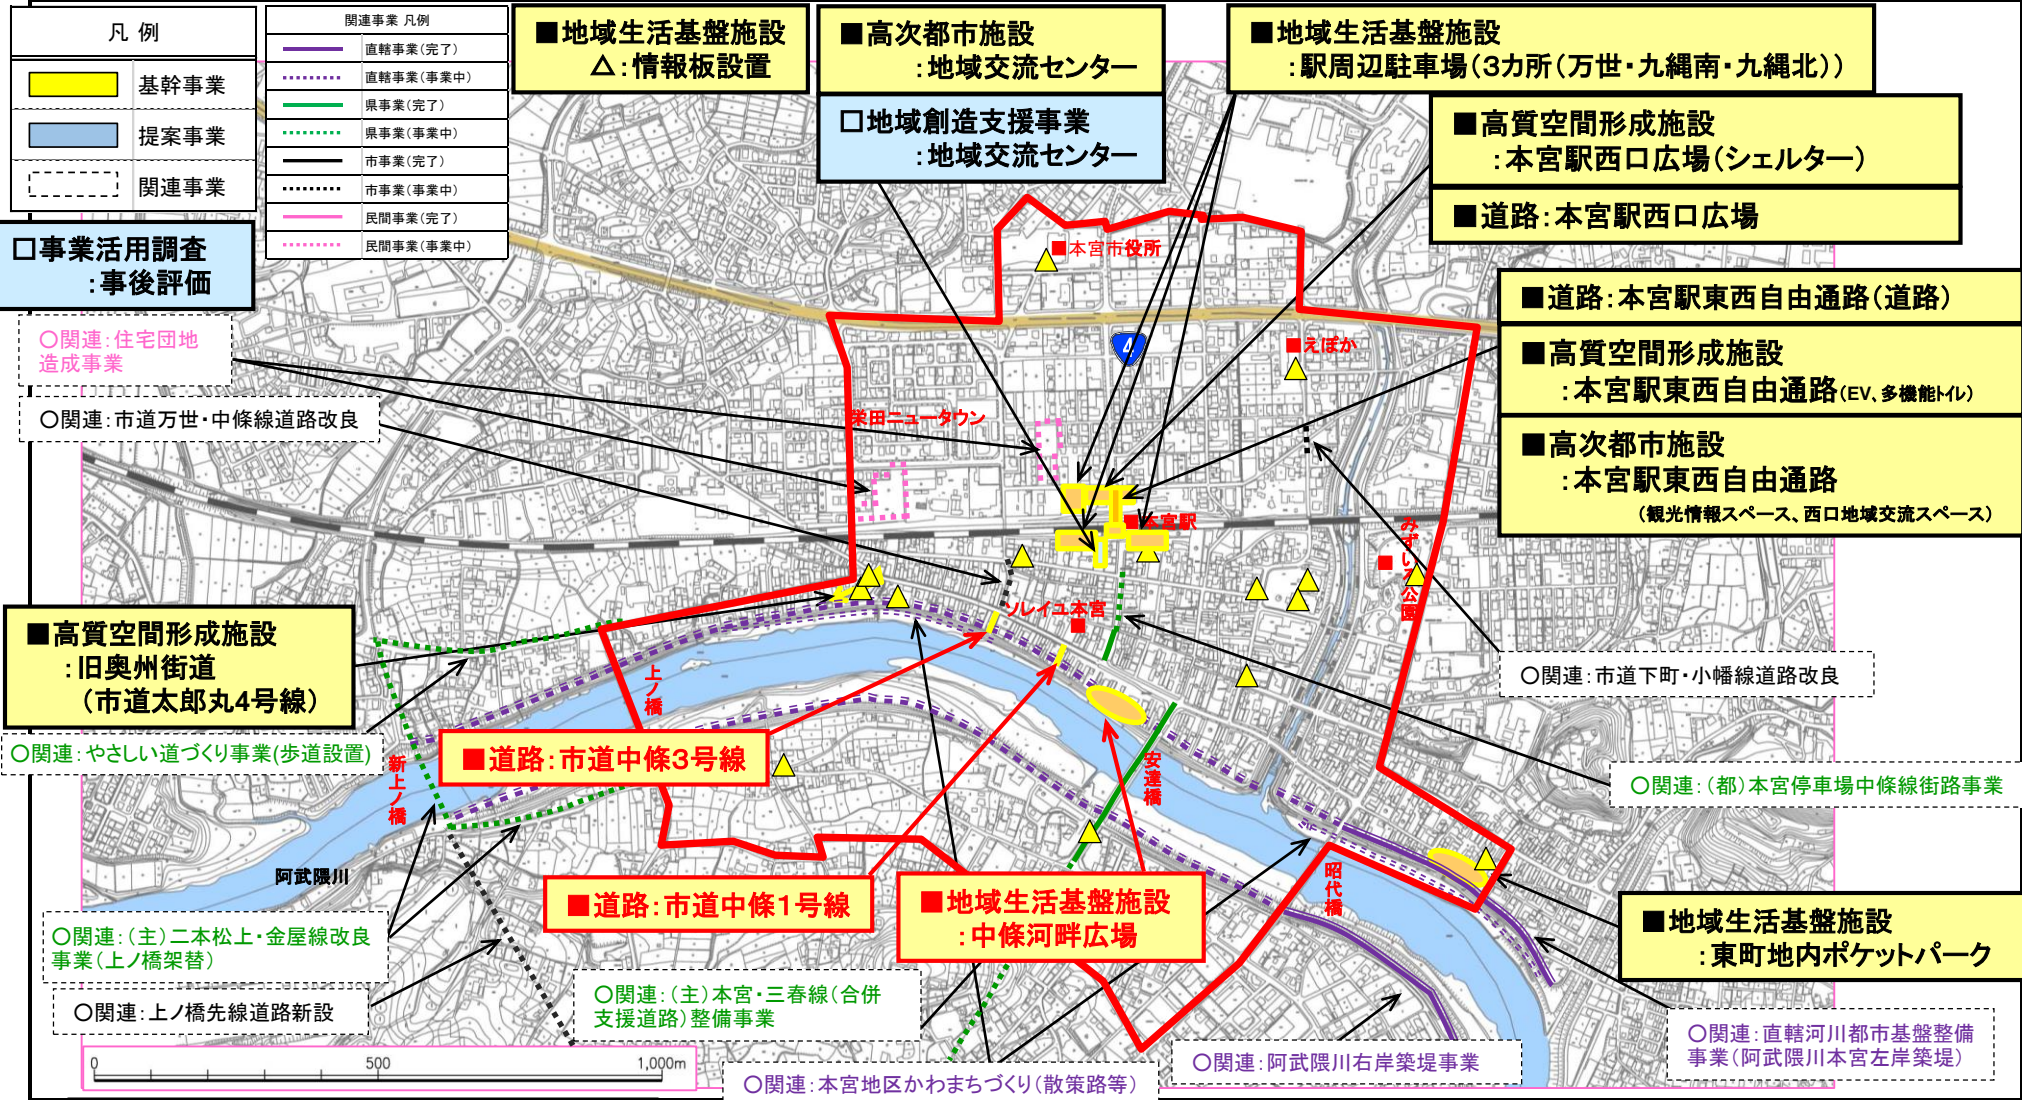 凡 例
基幹事業
提案事業
関連事業
関連事業 凡例
直轄事業(完了)
直轄事業(事業中)
県事業(完了)
県事業(事業中)
市事業(完了)
市事業(事業中)
民間事業(完了)
民間事業(事業中)
■地域生活基盤施設
△:情報板設置
■高次都市施設
:地域交流センター
□地域創造支援事業
:地域交流センター
■地域生活基盤施設
:駅周辺駐車場(3カ所(万世・九縄南・九縄北))
■高質空間形成施設
:本宮駅西口広場(シェルター)
■道路:本宮駅西口広場
□事業活用調査
:事後評価
■道路:本宮駅東西自由通路(道路)
■高質空間形成施設
:本宮駅東西自由通路(EV、多機能トイレ)
■高次都市施設
:本宮駅東西自由通路
(観光情報スペース、西口地域交流スペース)
○関連:住宅団地
造成事業
○関連:市道万世・中條線道路改良
■本宮市役所
4
■えぽか
栄田ニュータウン
■本宮駅
みずいろ公園
ソレイユ本宮
■高質空間形成施設
:旧奥州街道
(市道太郎丸4号線)
○関連:やさしい道づくり事業(歩道設置)
上ノ橋
新上ノ橋
■道路:市道中條3号線
安達橋
○関連:市道下町・小幡線道路改良
○関連:(都)本宮停車場中條線街路事業
阿武隈川
■道路:市道中條1号線
■地域生活基盤施設
:中條河畔広場
昭代橋
■地域生活基盤施設
:東町地内ポケットパーク
○関連:(主)二本松上・金屋線改良
事業(上ノ橋架替)
○関連:上ノ橋先線道路新設
○関連:(主)本宮・三春線(合併
支援道路)整備事業
○関連:直轄河川都市基盤整備
事業(阿武隈川本宮左岸築堤)
○関連:阿武隈川右岸築堤事業
○関連:本宮地区かわまちづくり(散策路等)
0 500 1,000m